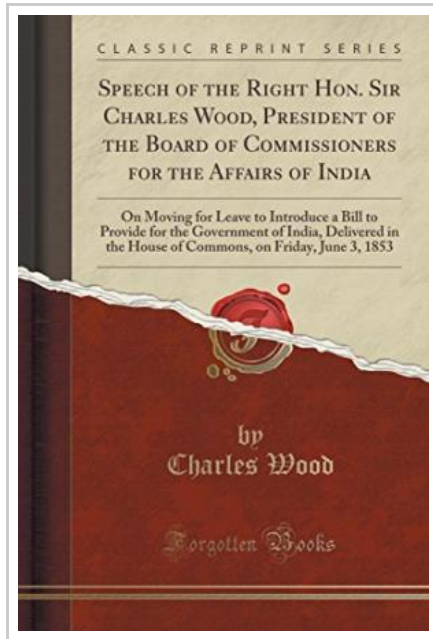 CLASSIC REPRINT SERIES
SPEECH OF THE RIGHT HON. SIR
CHARLES WOOD, PRESIDENT OF
THE BOARD OF COMMISSIONERS
FOR THE AFFAIRS OF INDIA
On Moving for Leave to Introduce a Bill to
Provide for the Government of India, Delivered in
the House of Commons, on Friday, June 3, 1853
by
Charles Wood
Forgotten Books